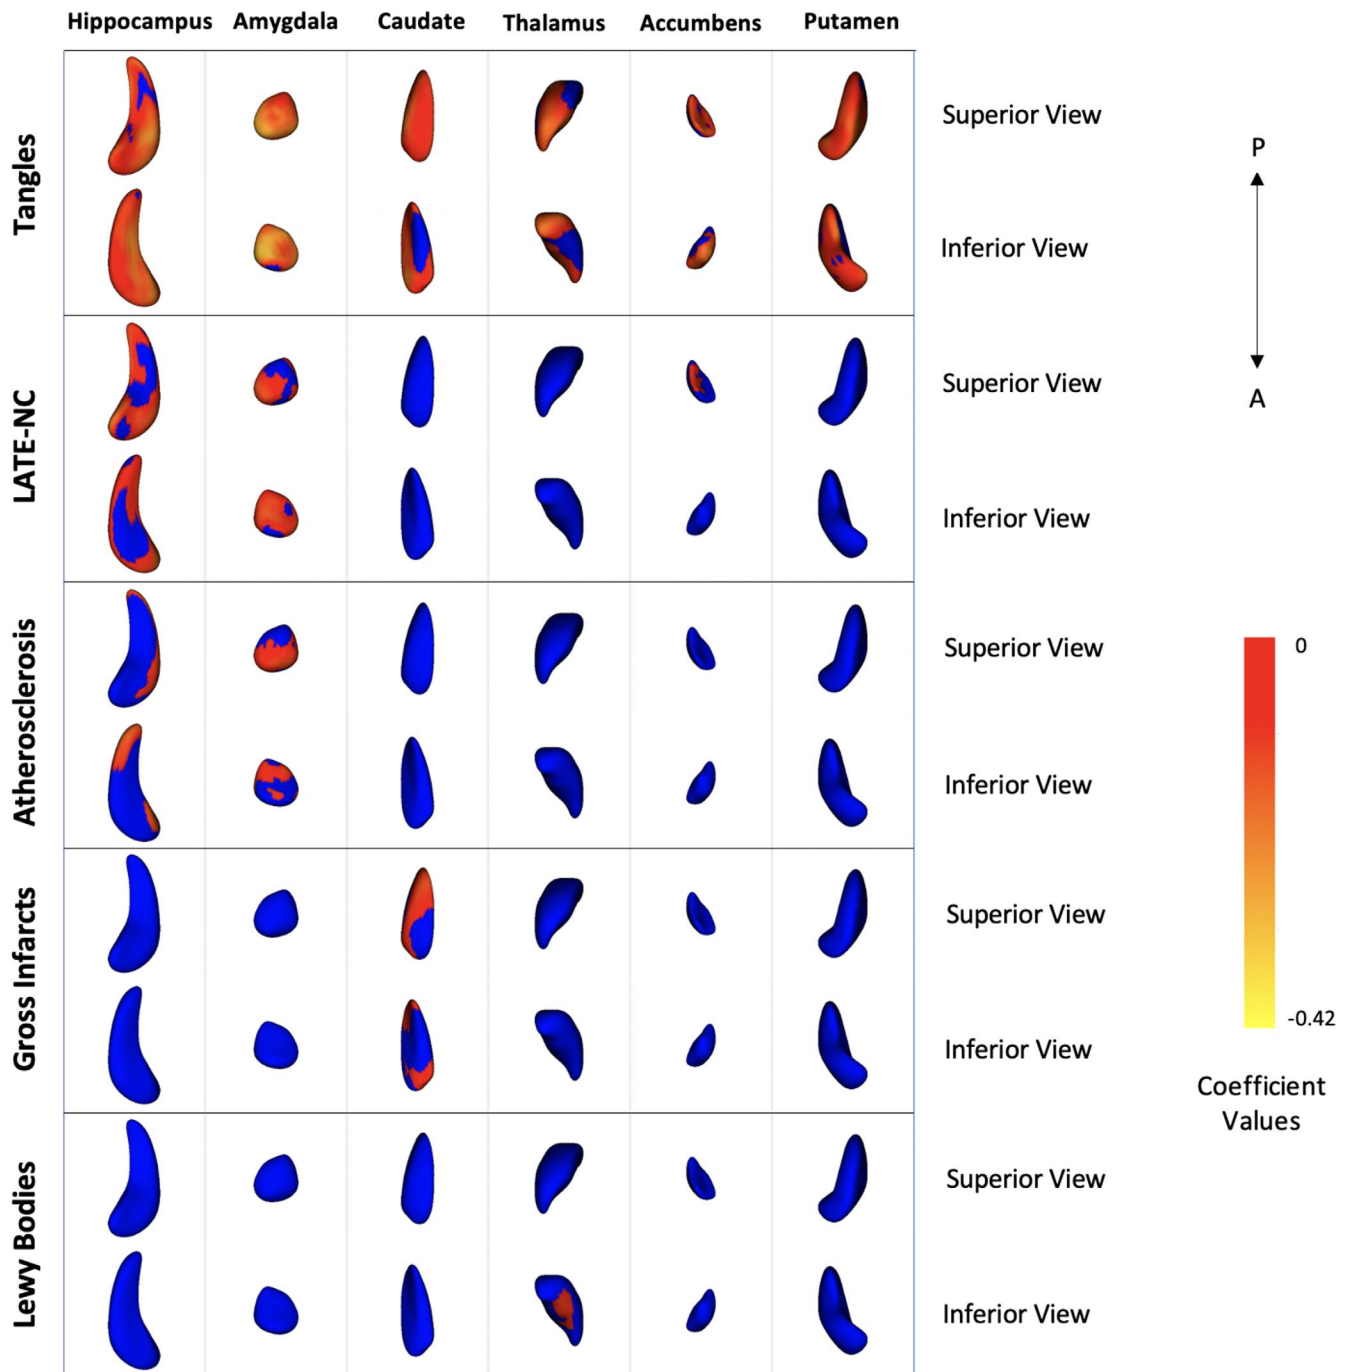 Hippocampus Amygdala Caudate Thalamus Accumbens Putamen
Tangles
Superior View
Inferior View
P
A
LATE-NC
Superior View
Inferior View
Atherosclerosis
Superior View
Inferior View
0
-0.42
Coefficient
Values
Gross Infarcts
Superior View
Inferior View
Lewy Bodies
Superior View
Inferior View